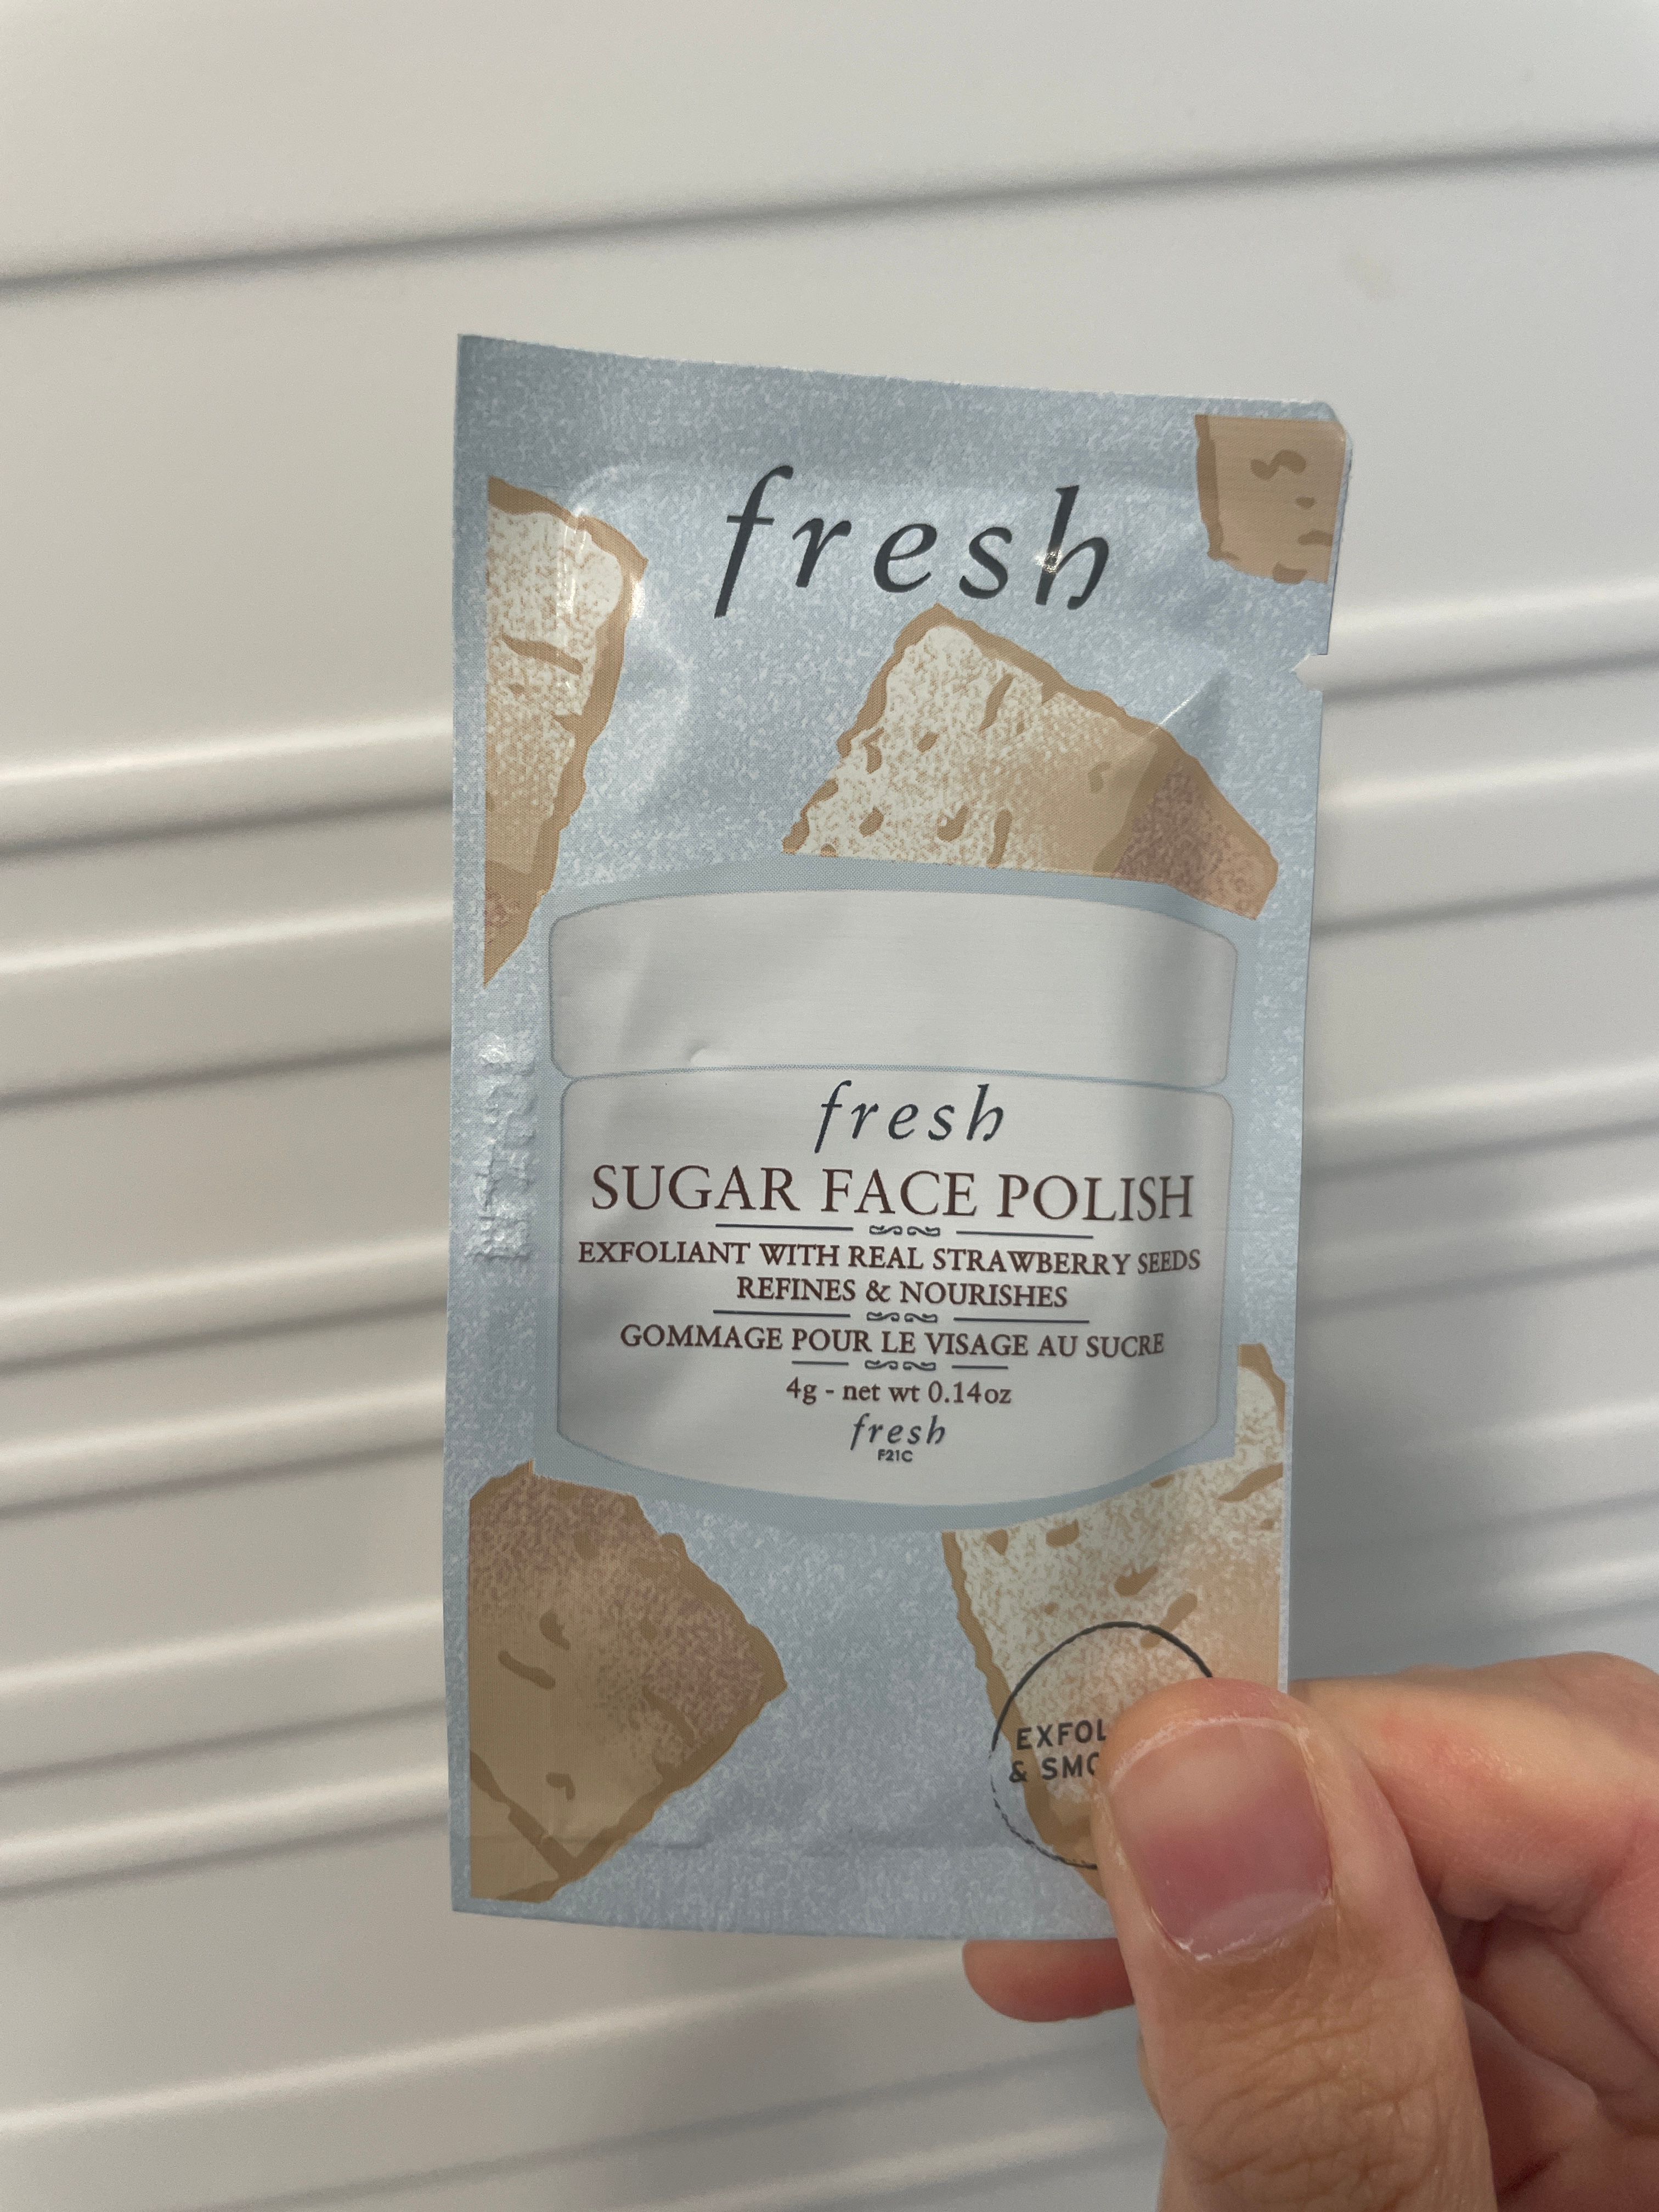 fresh
fresh
SUGAR FACE POLISH
EXFOLIANT WITH REAL STRAWBERRY SEEDS
REFINES & NOURISHES
GOMMAGE POUR LE VISAGE AU SUCRE
4g - net wt 0.14oz
fresh
F21C
&